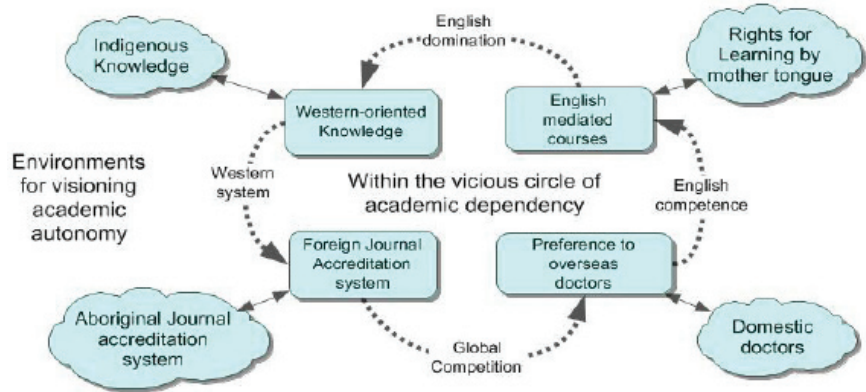 Indigenous
Knowledge
English
domination
Rights for
Learning by
mother tongue
Western-oriented
Knowledge
English
mediated
courses
Environments
for visioning
academic
autonomy
Western
system
Within the vicious circle of
academic dependency
English
competence
Foreign Journal
Accreditation
system
Preference to
overseas
doctors
Aboriginal Journal
accreditation
system
Global
Competition
Domestic
doctors